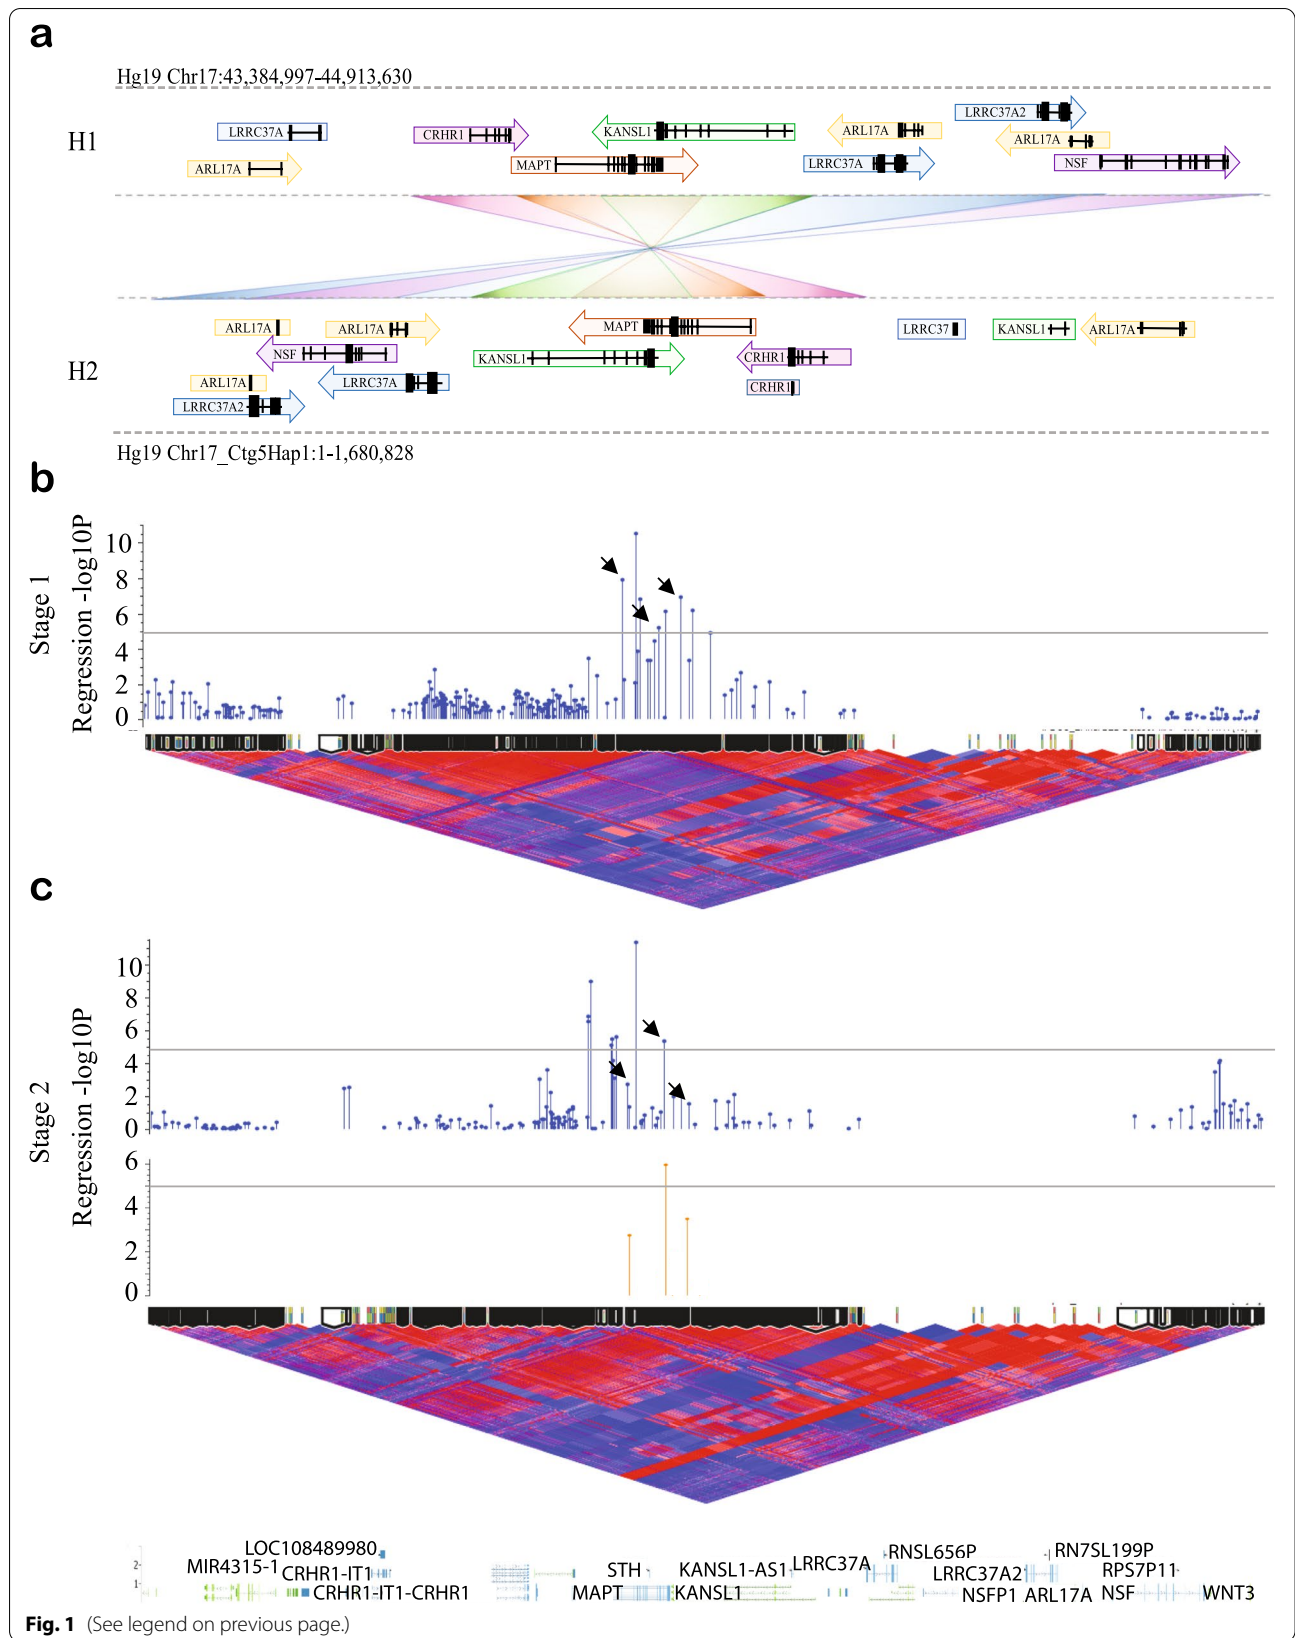 a
Hg19 Chr17:43,384,997-44,913,630
H1
LRRC37A
CRHR1
KANSL1
ARL17A
LRRC37A2
ARL17A
ARL17A
MAPT
LRRC37A
NSF
H2
ARL17A
ARL17A
MAPT
LRRC37
KANSL1
ARL17A
NSF
KANSL1
CRHR1
ARL17A
LRRC37A
CRHR1
LRRC37A2
Hg19 Chr17_Ctg5Hap1:1-1,680,828
b
Stage 1
Regression -log10P
10
8
6
4
2
0
c
Stage 2
Regression -log10P
10
8
6
4
2
0
6
4
2
0
2
1
LOC108489980
MIR4315-1
CRHR1-IT1
CRHR1-IT1-CRHR1
STH
MAPT
KANSL1-AS1
KANSL1
LRRC37A
RNSL656P
LRRC37A2
NSFP1
ARL17A
RN7SL199P
RPS7P11
NSF
WNT3
Fig. 1 (See legend on previous page.)